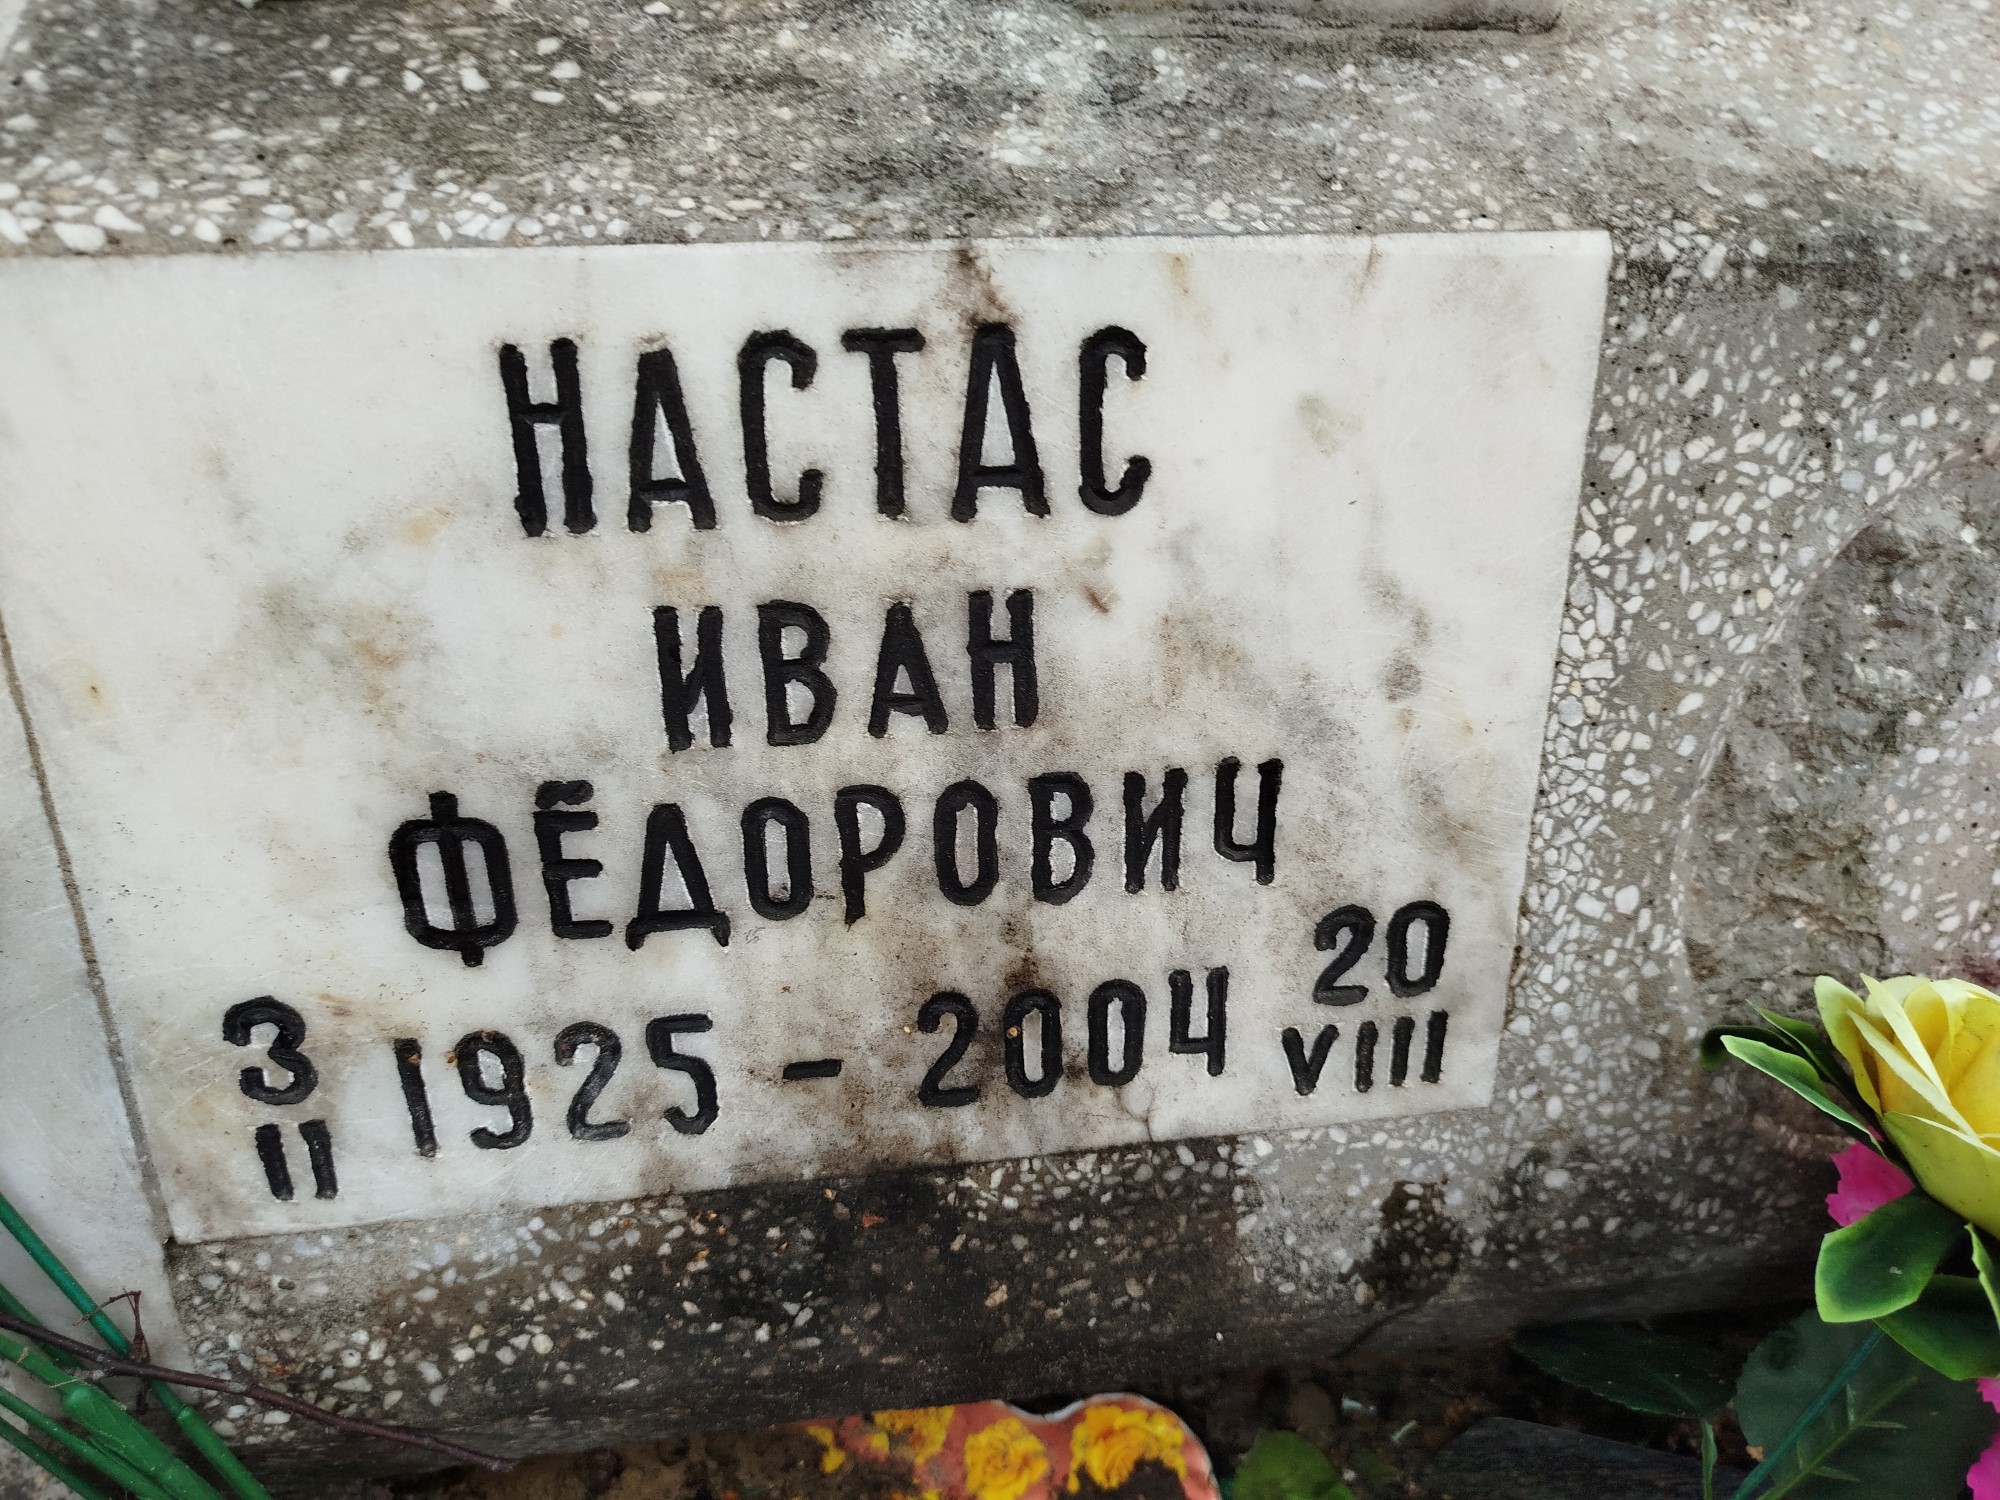 НАСТАС
ИВАН
ФЁДОРОВИЧ
3 II 1925 - 2004 20 VIII